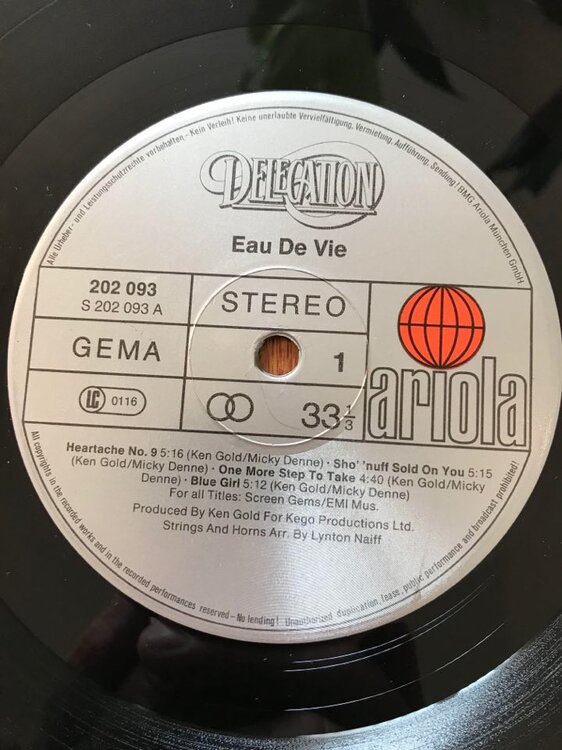 Alle Urheber- und Leistungsschutzrechte vorbehalten - Kein Verleih! Keine unerlaubte Vervielfältigung, Vermietung, Aufführung, Sendung! BMG Ariola München GmbH.
DELEGATION
Eau De Vie
202 093
S 202 093 A
STEREO
GEMA
1
LC 0116
33 1/3
ariola
Heartache No. 9 5:16 (Ken Gold/Micky Denne) · Sho' 'nuff Sold On You 5:15
(Ken Gold/Micky Denne) · One More Step To Take 4:40 (Ken Gold/Micky
Denne) · Blue Girl 5:12 (Ken Gold/Micky Denne)
For all Titles: Screen Gems/EMI Mus.
Produced By Ken Gold For Kego Productions Ltd.
Strings And Horns Arr. By Lynton Naiff
All copyrights in the recorded works and in the recorded performances reserved - No lending! Unauthorized duplication, lease, public performance and broadcast prohibited!